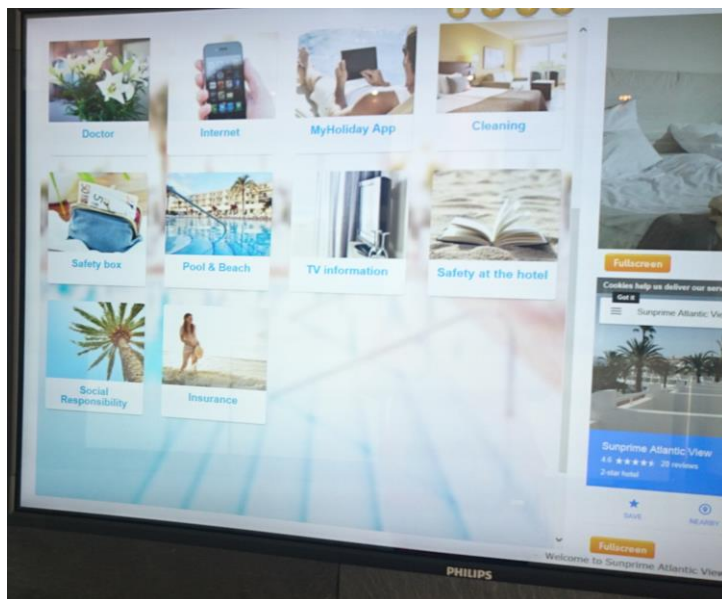 Doctor
Internet
MyHoliday App
Cleaning
Safety box
Pool & Beach
TV information
Safety at the hotel
Social
Responsibility
Insurance
Fullscreen
Cookies help us deliver our serv
Got it
Sunprime Atlantic Vie
Sunprime Atlantic View
4.6 20 reviews
2-star hotel
SAVE
NEARBY
Fullscreen
Welcome to Sunprime Atlantic View
PHILIPS